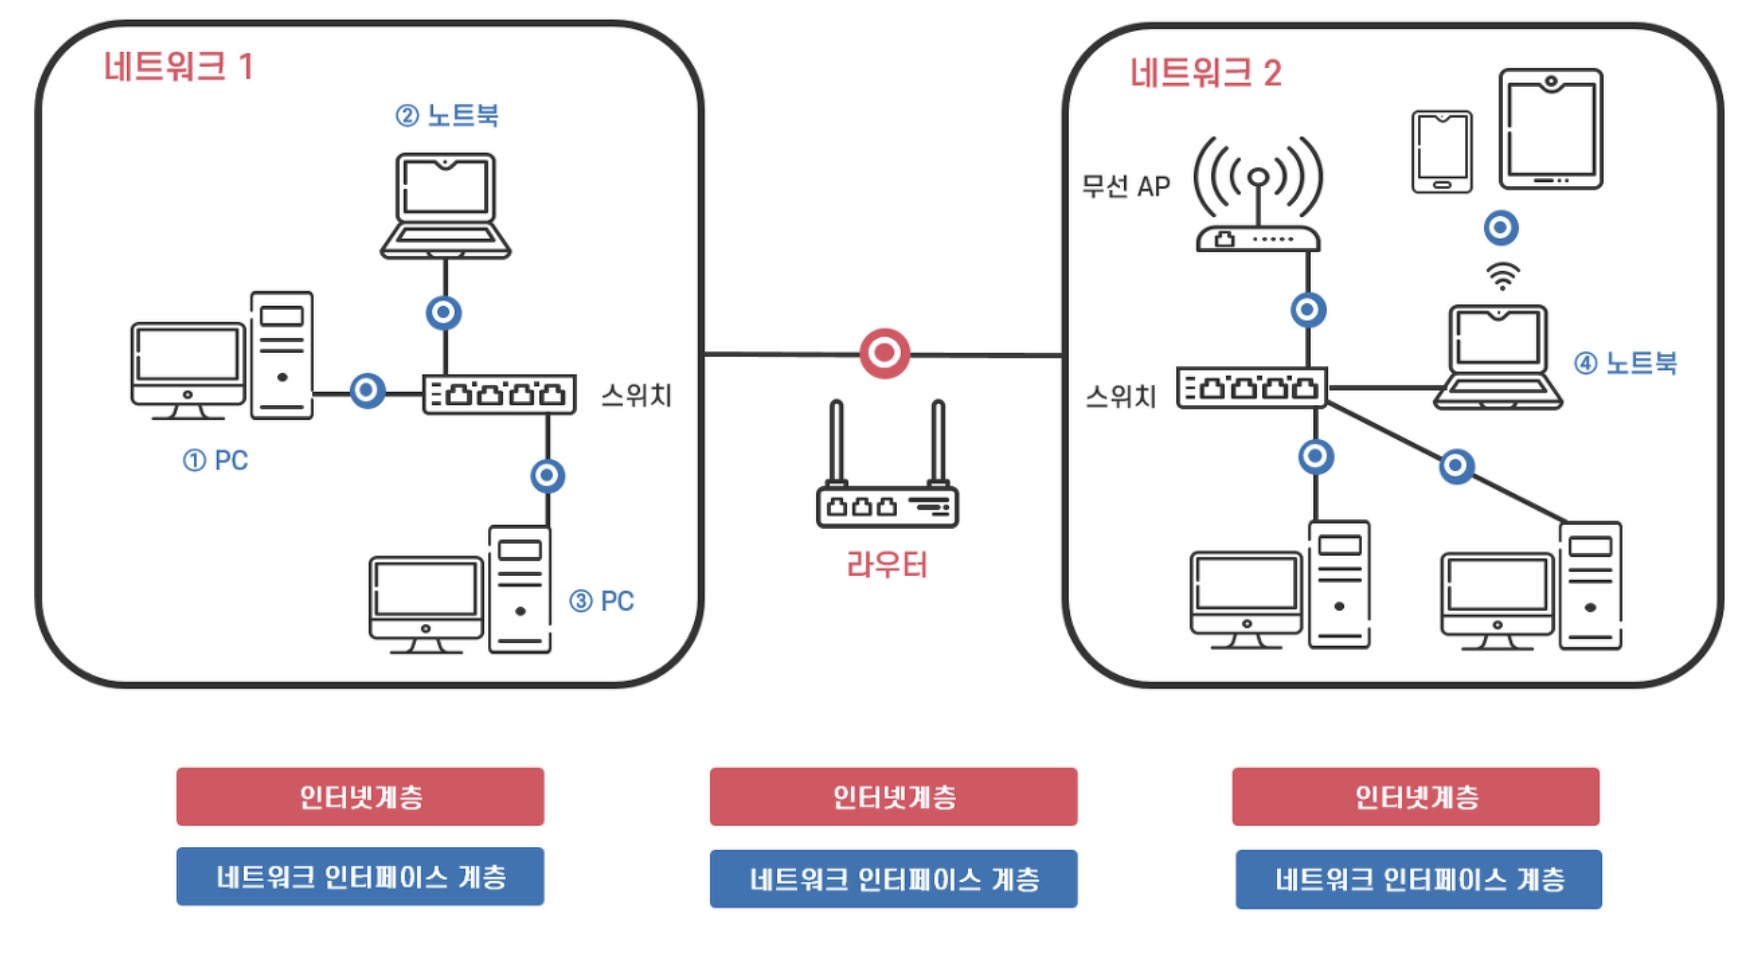 네트워크 1
② 노트북
스위치
① PC
③ PC
라우터
네트워크 2
무선 AP
스위치
④ 노트북
인터넷계층
인터넷계층
인터넷계층
네트워크 인터페이스 계층
네트워크 인터페이스 계층
네트워크 인터페이스 계층